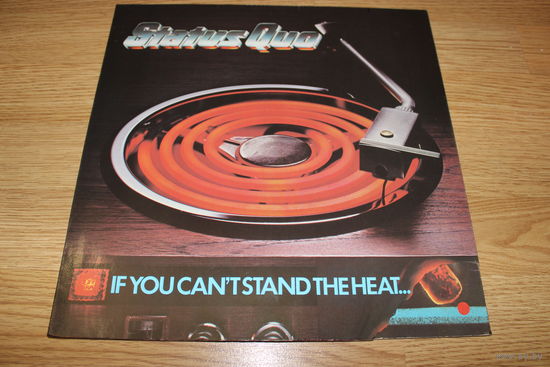 Status Quo
IF YOU CAN'T STAND THE HEAT...